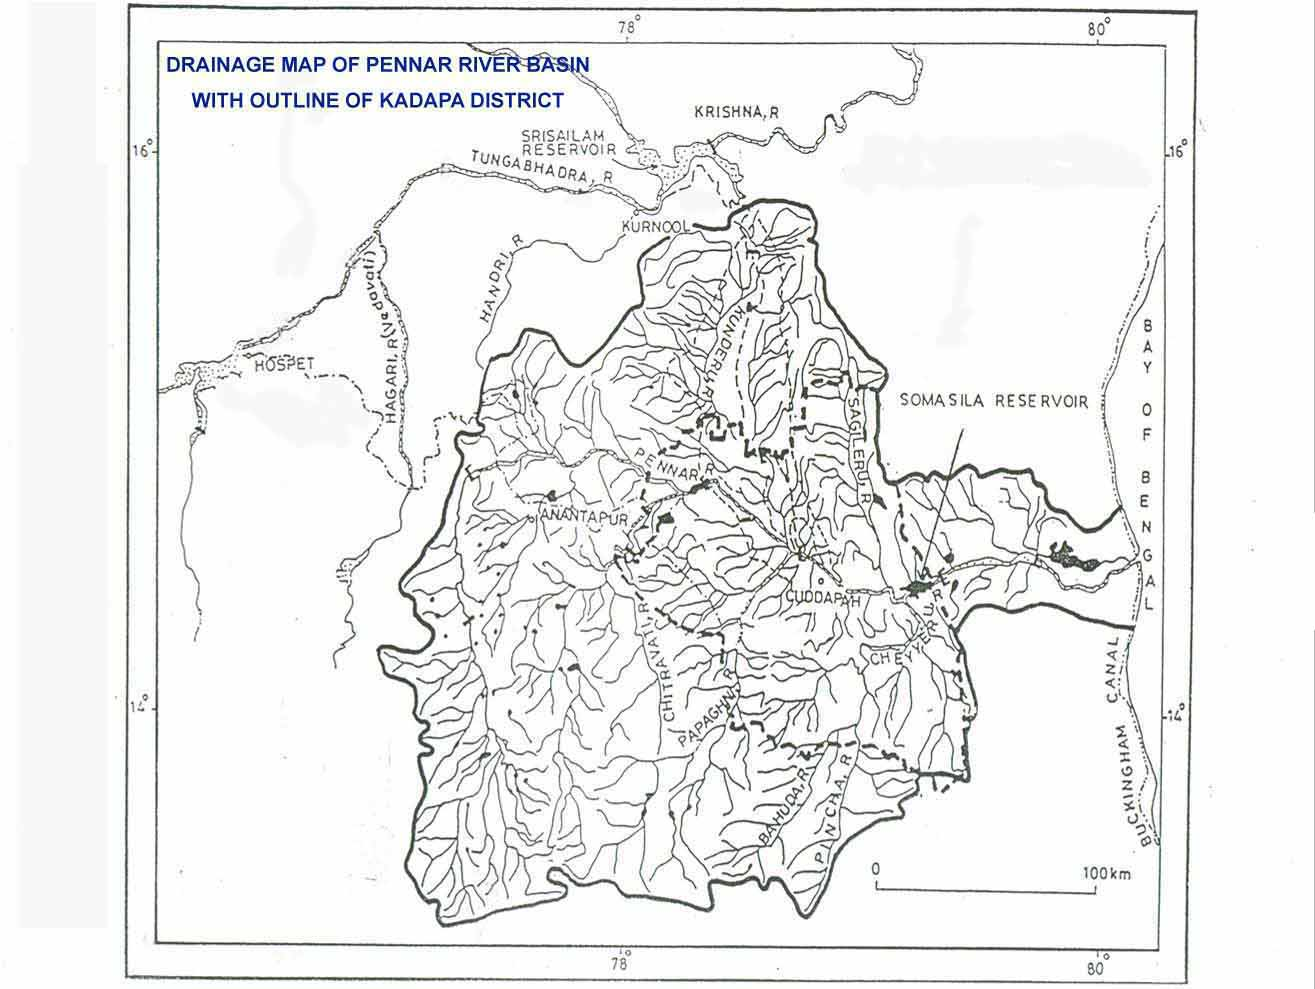 78°
80°
DRAINAGE MAP OF PENNAR RIVER BASIN
WITH OUTLINE OF KADAPA DISTRICT
KRISHNA, R
SRISAILAM
RESERVOIR
16°
16°
TUNGABHADRA, R
KURNOOL
HANDRI, R
HAGARI, R (Vedavati)
HOSPET
KUNDERU, R
BAY OF BENGAL
SOMASILA RESERVOIR
SAGILERU, R
PENNAR, R
ANANTAPUR
CUDDAPAH
CHEYYERU, R
CHITRAVATI, R
PAPAGHNI, R
BUCKINGHAM CANAL
14°
14°
BAHUDA, R
PINCHA, R
0
100km
78°
80°